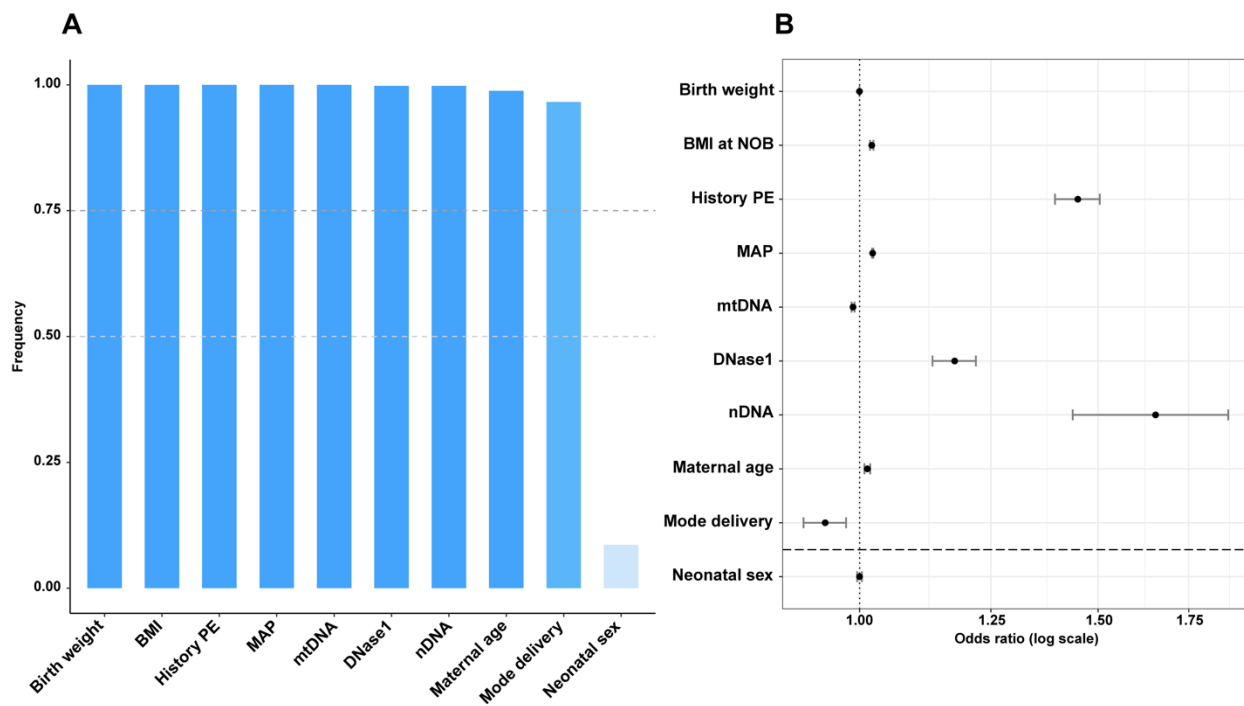 A
Frequency
1.00
0.75
0.50
0.25
0.00
Birth weight
BMI
History PE
MAP
mtDNA
DNase1
nDNA
Maternal age
Mode delivery
Neonatal sex
B
Birth weight
BMI at NOB
History PE
MAP
mtDNA
DNase1
nDNA
Maternal age
Mode delivery
Neonatal sex
1.00
1.25
1.50
1.75
Odds ratio (log scale)